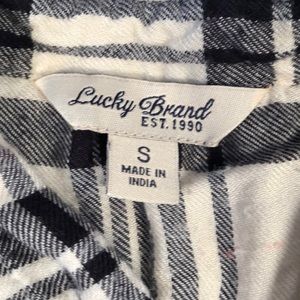 Lucky Brand
EST. 1990
S
MADE IN
INDIA